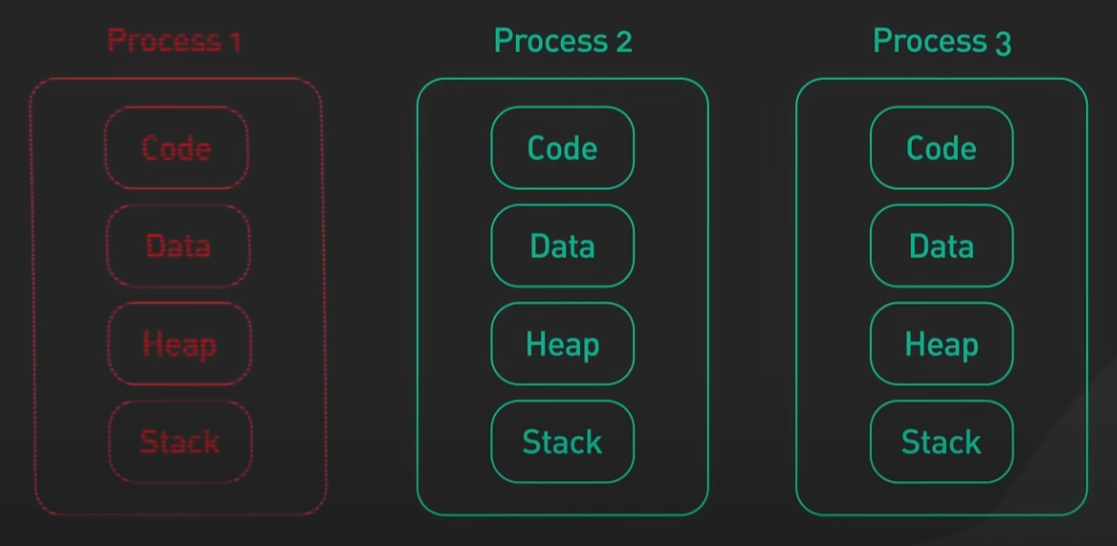 Process 1
Code
Data
Heap
Stack
Process 2
Code
Data
Heap
Stack
Process 3
Code
Data
Heap
Stack